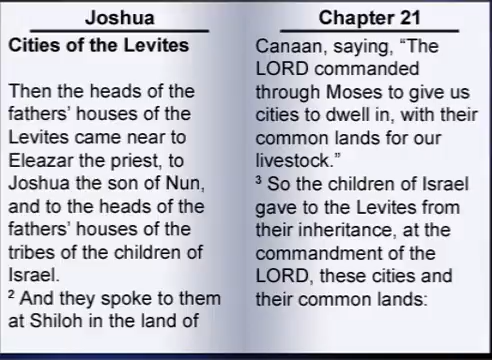 Joshua
Cities of the Levites
Then the heads of the
fathers’ houses of the
Levites came near to
Eleazar the priest, to
Joshua the son of Nun,
and to the heads of the
fathers’ houses of the
tribes of the children of
Israel.
² And they spoke to them
at Shiloh in the land of
Chapter 21
Canaan, saying, “The
LORD commanded
through Moses to give us
cities to dwell in, with their
common lands for our
livestock.”
³ So the children of Israel
gave to the Levites from
their inheritance, at the
commandment of the
LORD, these cities and
their common lands: